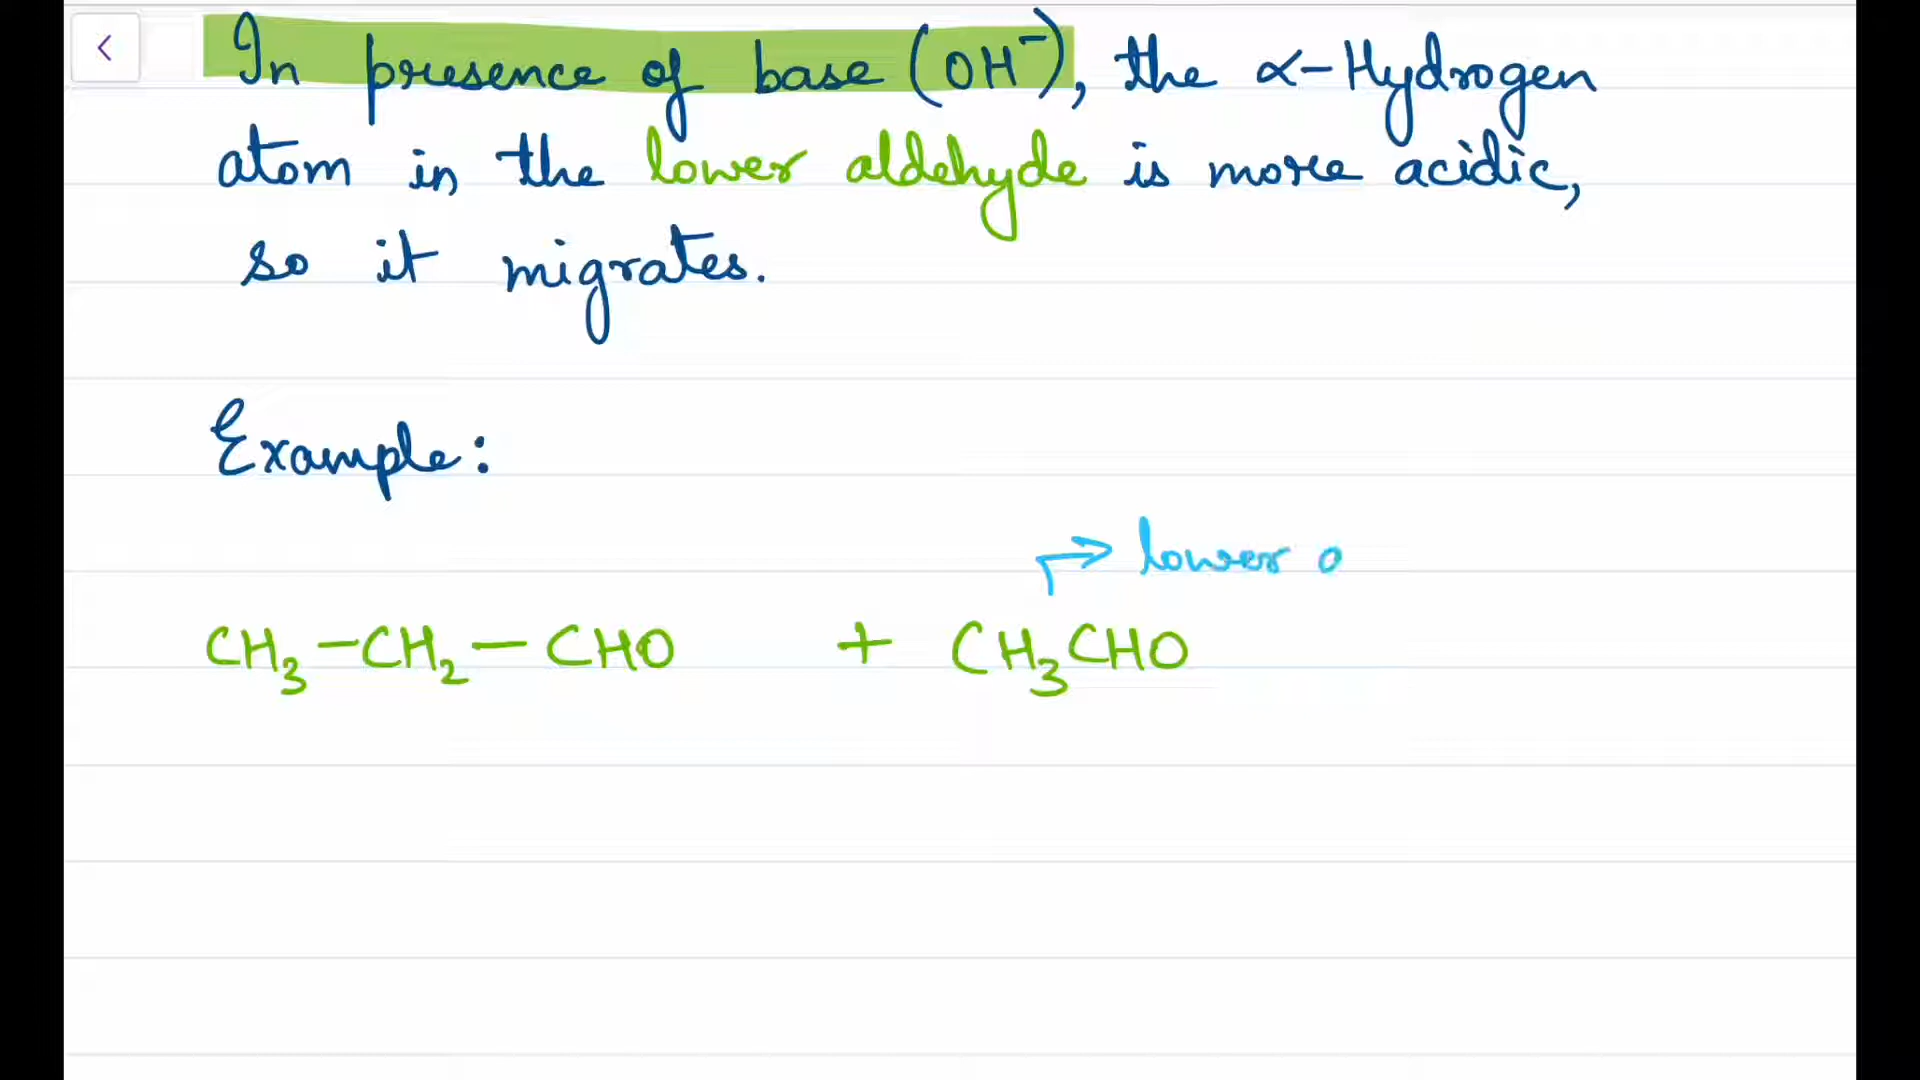 In presence of base (OH⁻), the α-Hydrogen
atom in the lower aldehyde is more acidic,
so it migrates.
Example:
lower a
CH₃-CH₂-CHO + CH₃CHO